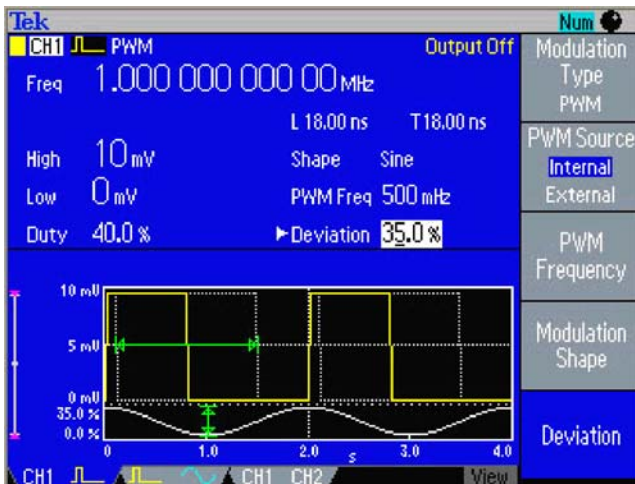 Tek
Num
CH1 PWM Output Off
Freq 1.000 000 000 00 MHz
L 18.00 ns T 18.00 ns
High 10 mV
Shape Sine
Low 0 mV
PWM Freq 500 mHz
Duty 40.0 %
Deviation 35.0 %
Modulation
Type
PWM
PWM Source
Internal
External
PWM
Frequency
Modulation
Shape
Deviation
10 mV
5 mV
0 mV
35.0 %
0.0 %
0 1.0 2.0 s 3.0 4.0
CH1 CH1 CH2 View